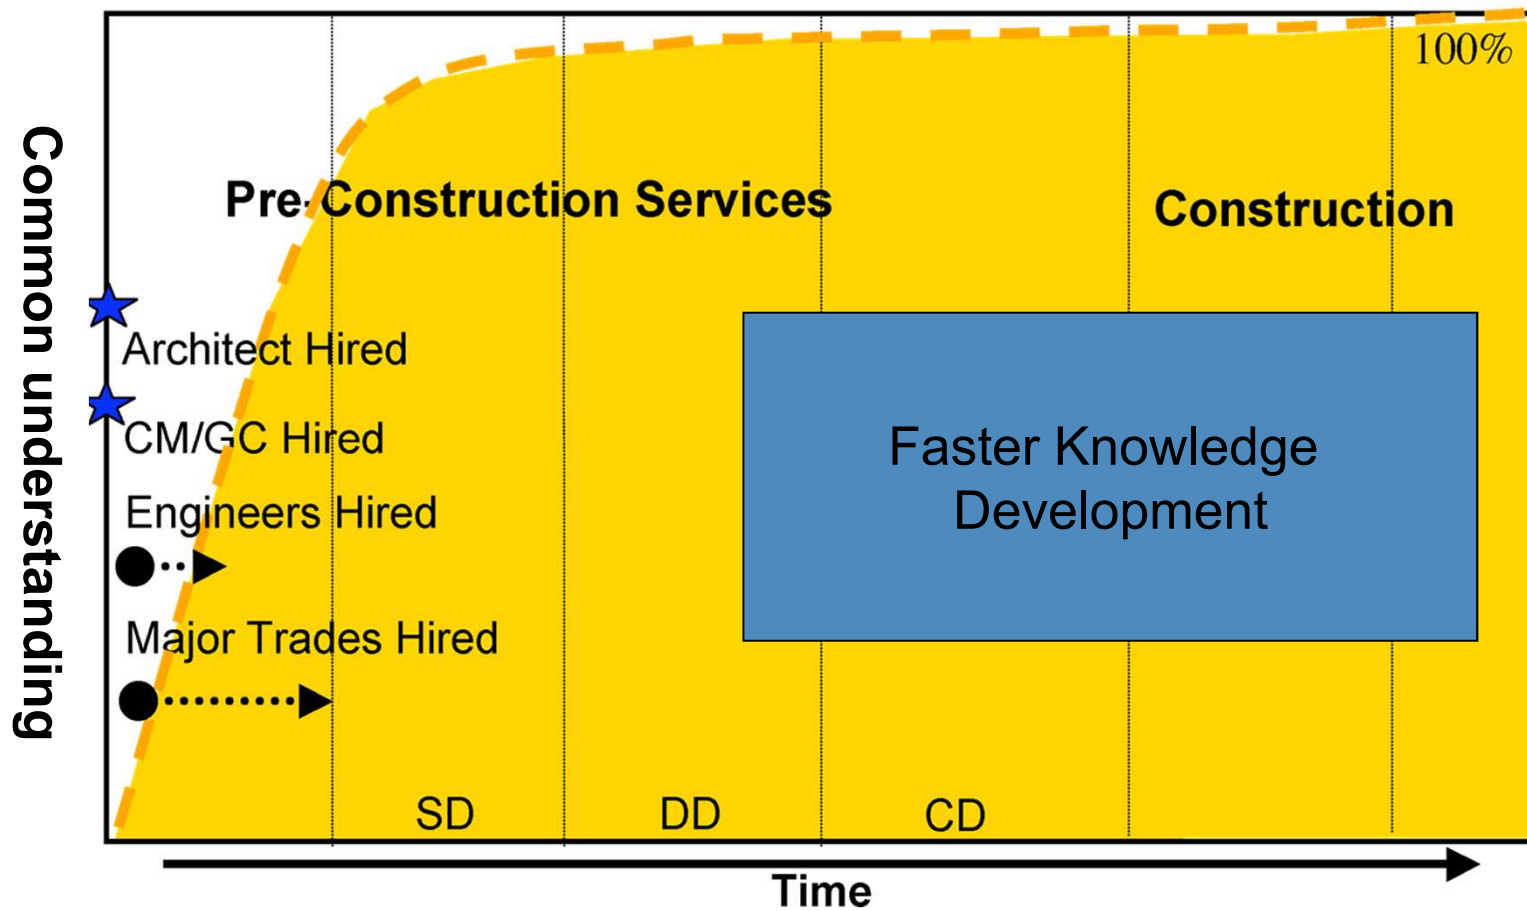 100%
Common understanding
Pre-Construction Services
Construction
Architect Hired
CM/GC Hired
Engineers Hired
Major Trades Hired
Faster Knowledge
Development
SD
DD
CD
Time